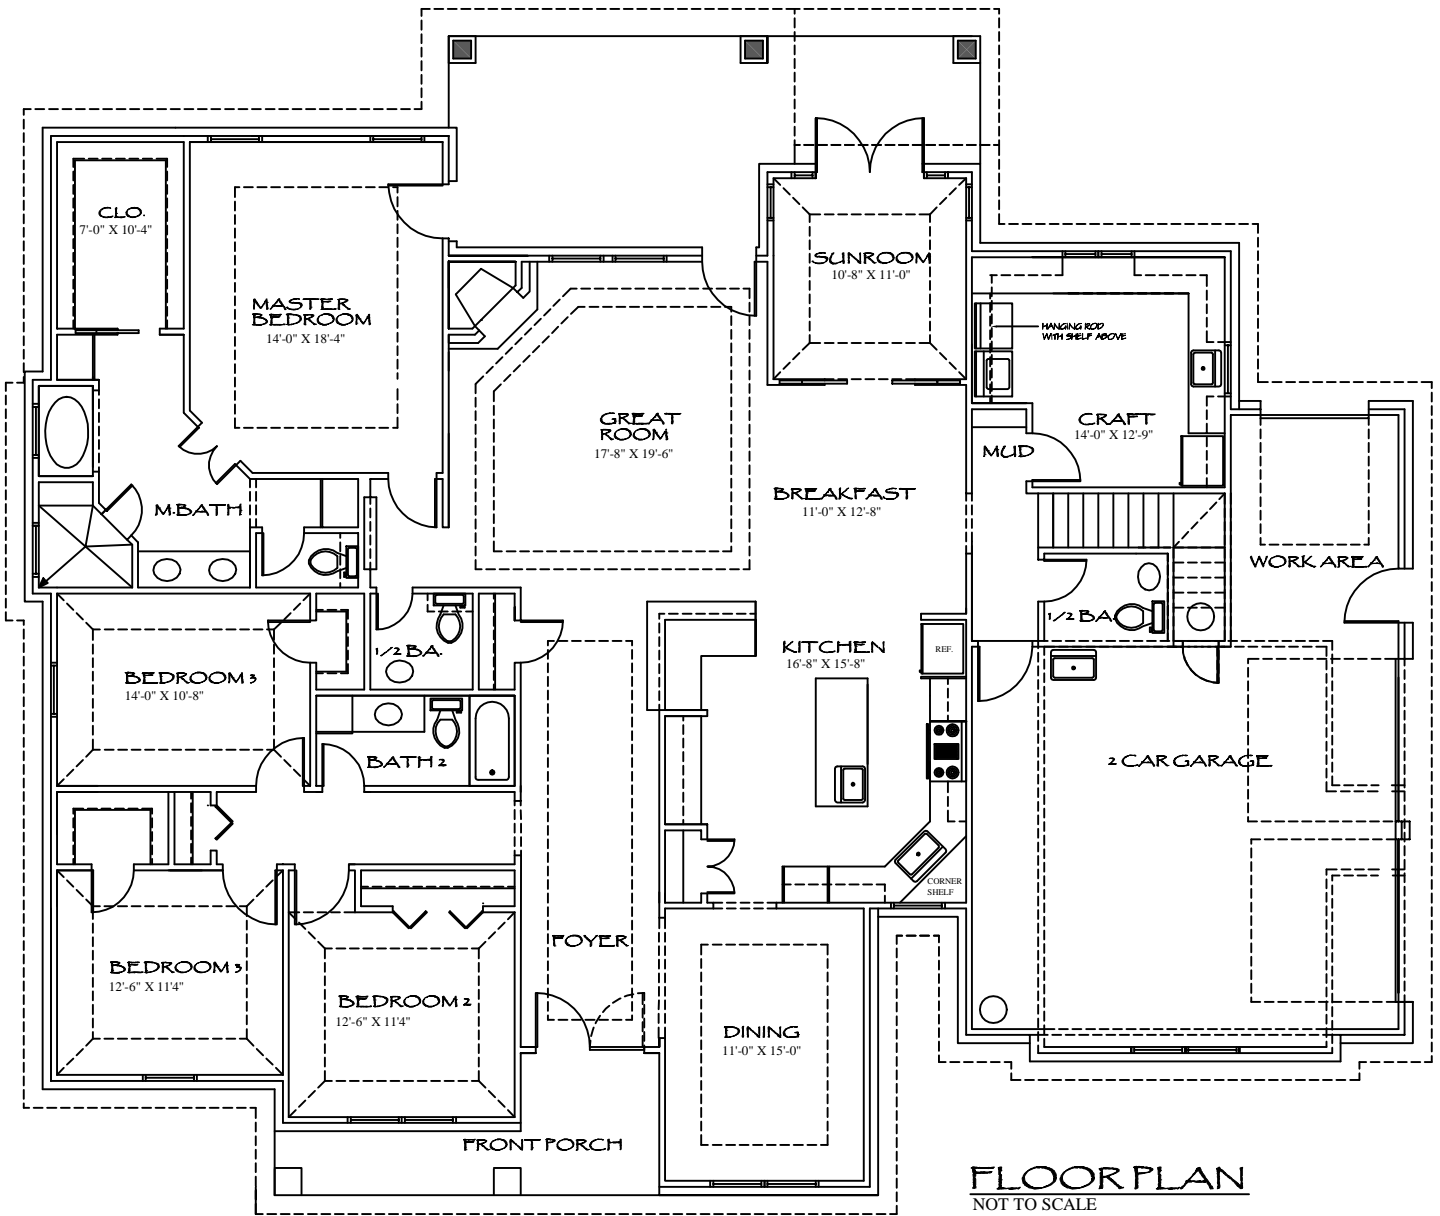 CLO.
7'-0" X 10'-4"
MASTER
BEDROOM
14'-0" X 18'-4"
SUNROOM
10'-8" X 11'-0"
HANGING ROD
WITH SHELF ABOVE
GREAT
ROOM
17'-8" X 19'-6"
CRAFT
14'-0" X 12'-9"
MUD
BREAKFAST
11'-0" X 12'-8"
M.BATH
WORK AREA
1/2 BA.
1/2 BA.
KITCHEN
16'-8" X 15'-8"
REF.
BEDROOM 3
14'-0" X 10'-8"
BATH 2
2 CAR GARAGE
CORNER
SHELF
FOYER
BEDROOM 3
12'-6" X 11'4"
BEDROOM 2
12'-6" X 11'4"
DINING
11'-0" X 15'-0"
FRONT PORCH
FLOOR PLAN
NOT TO SCALE